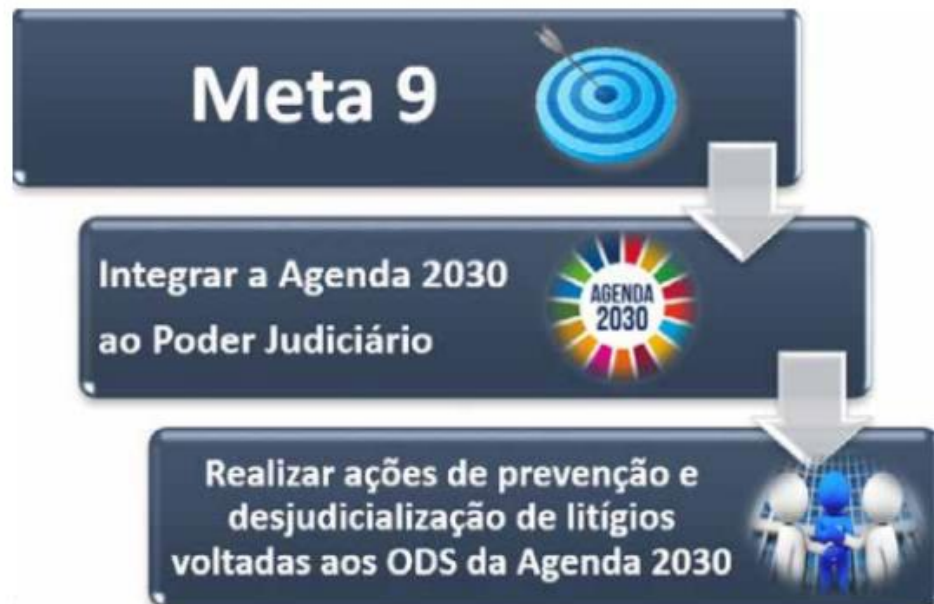 Meta 9
Integrar a Agenda 2030
ao Poder Judiciário
AGENDA
2030
Realizar ações de prevenção e
desjudicialização de litígios
voltadas aos ODS da Agenda 2030